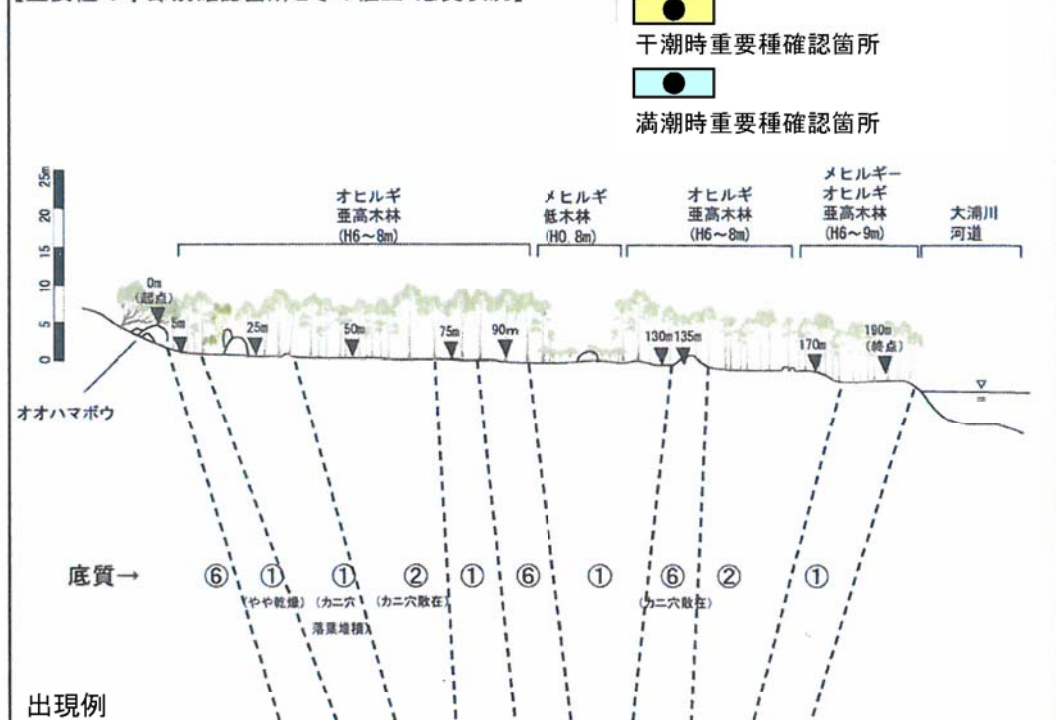 干潮時重要種確認箇所
満潮時重要種確認箇所
25m
20
15
10
5
0
オヒルギ
亜高木林
(H6~8m)
メヒルギ
低木林
(H0.8m)
オヒルギ
亜高木林
(H6~8m)
メヒルギー
オヒルギ
亜高木林
(H6~9m)
大浦川
河道
0m
(起点)
5m
25m
50m
75m
90m
130m
135m
170m
190m
(終点)
オオハマボウ
底質→
⑥ ① ① ② ① ⑥ ① ⑥ ② ①
(やや乾燥) (カニ穴 (カニ穴散在) (カニ穴散在)
落葉堆積)
出現例